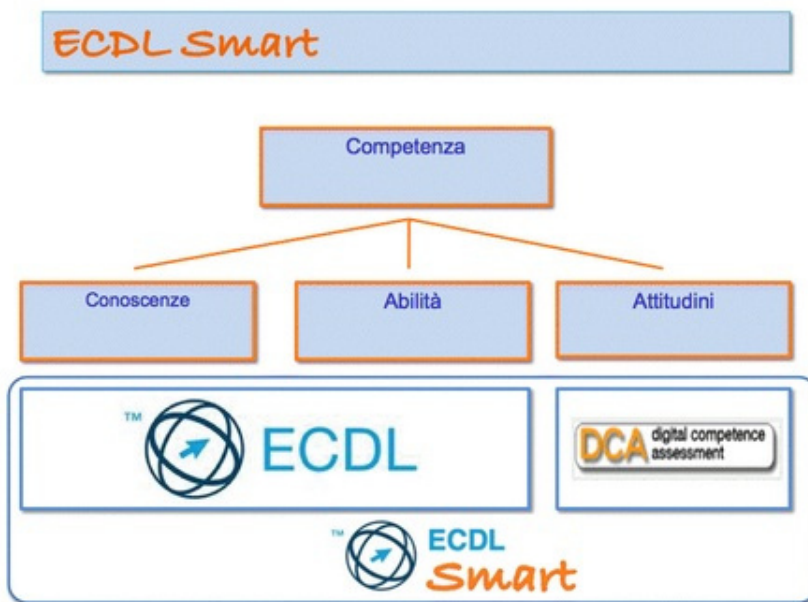 ECDL Smart
Competenza
Conoscenze
Abilità
Attitudini
™ ECDL
DCA digital competence
assessment
™ ECDL
Smart